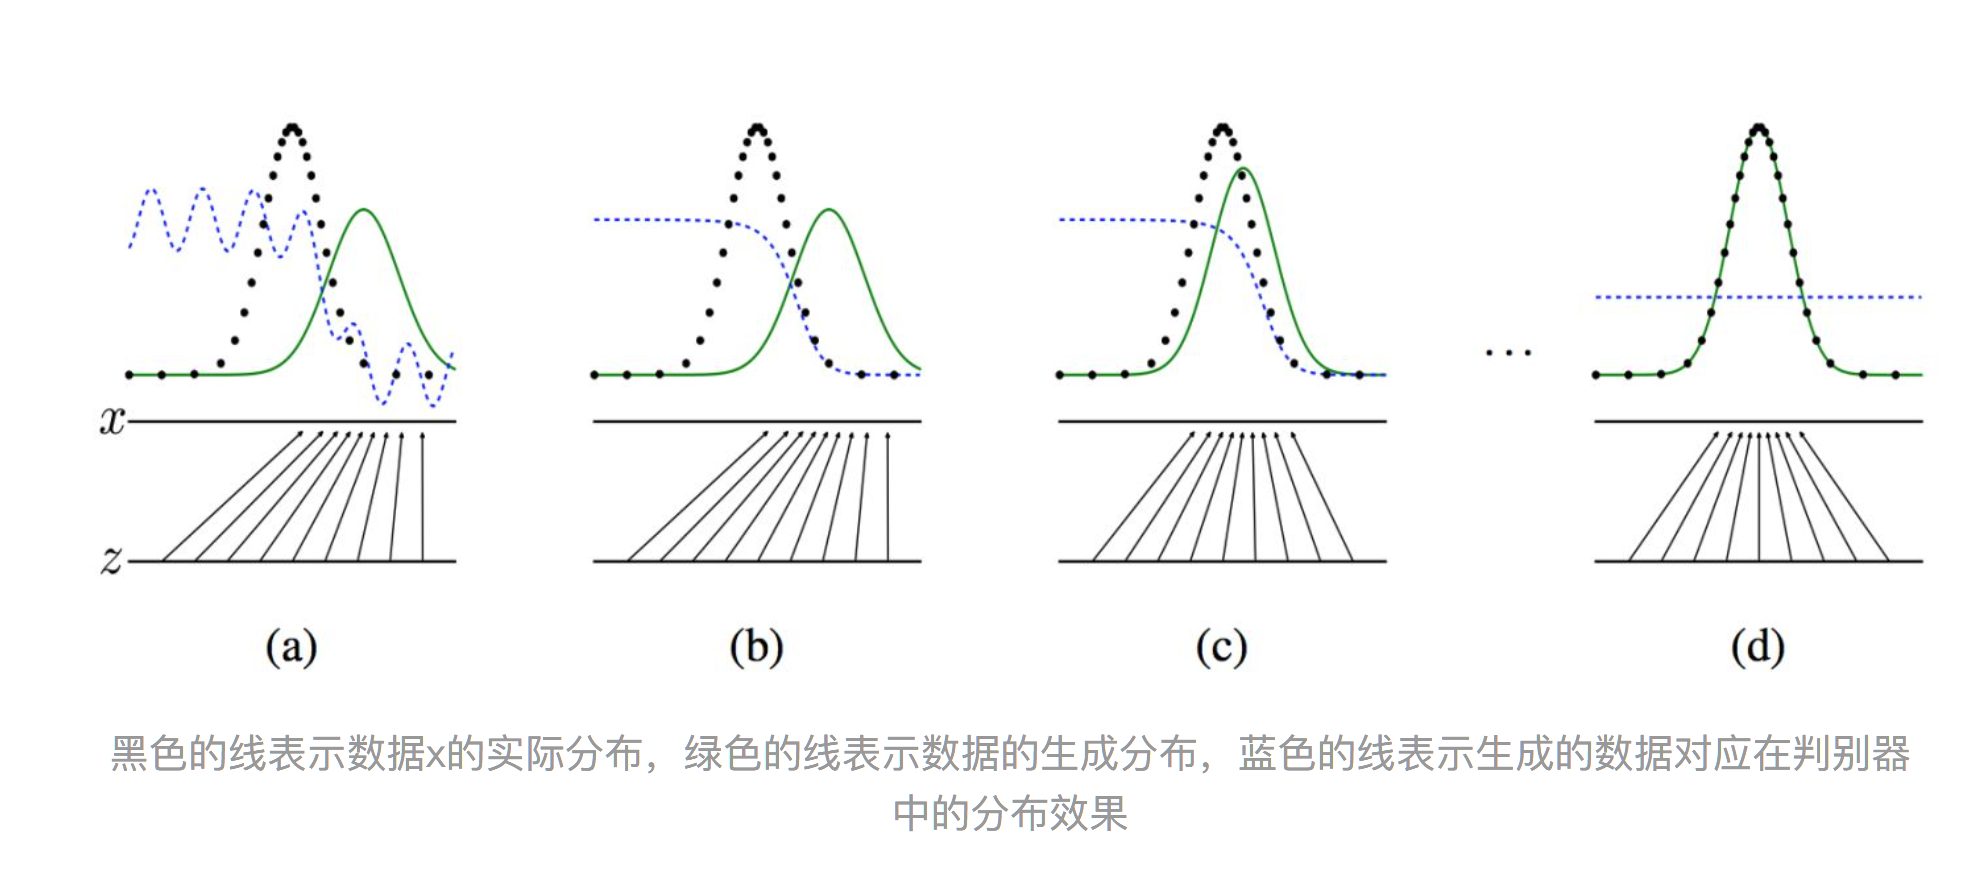 x
z
(a) (b) (c) ... (d)
黑色的线表示数据x的实际分布，绿色的线表示数据的生成分布，蓝色的线表示生成的数据对应在判别器
中的分布效果